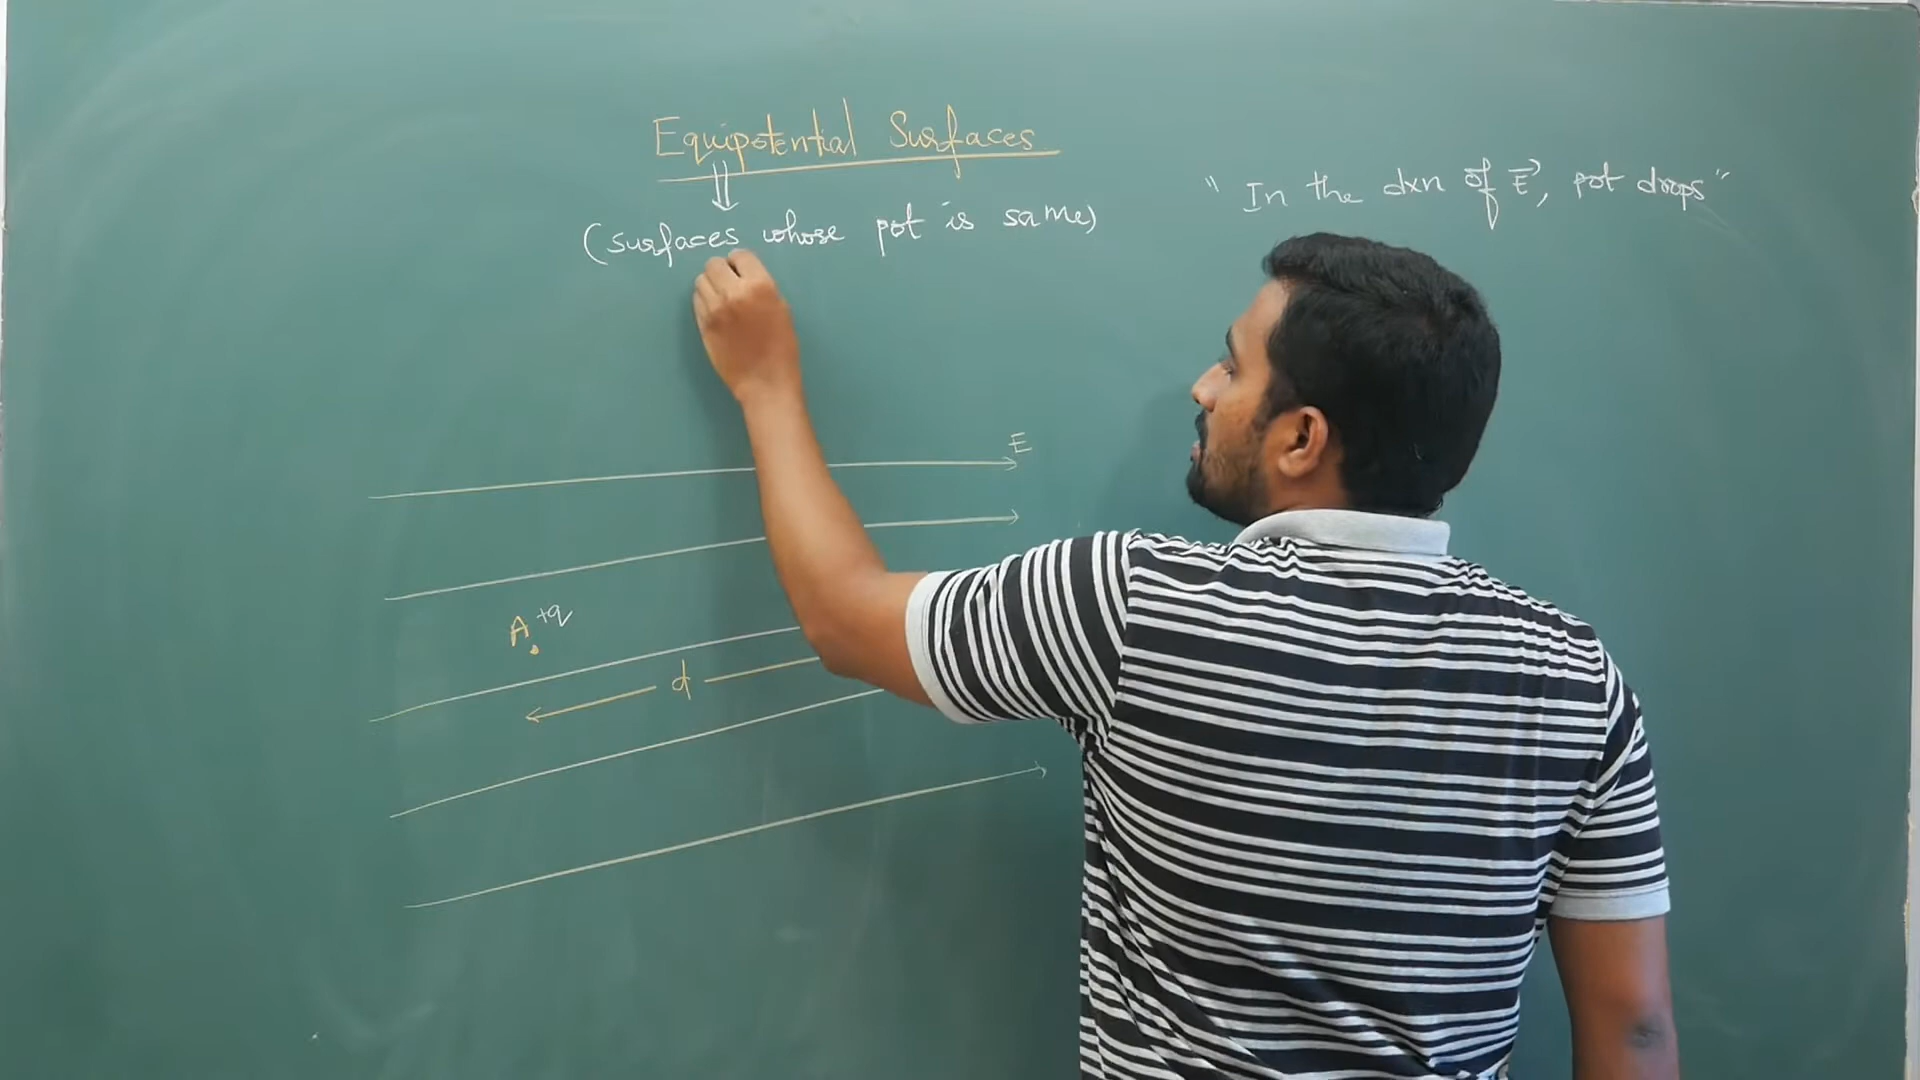 Equipotential Surfaces
(surfaces whose pot is same)
" In the dxn of E⃗, pot drops "
E
A +q
d